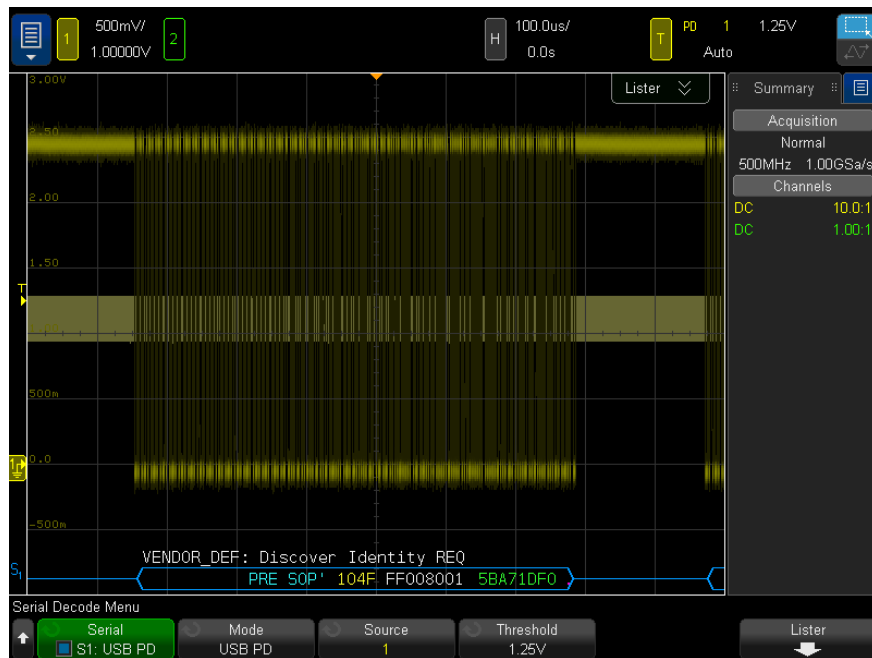 1 500mV/ 1.00000V 2 H 100.0us/ 0.0s T PD 1 1.25V Auto
3.00V
2.50
2.00
1.50
500m
0.0
-500m
T
1
Lister
Summary
Acquisition
Normal
500MHz 1.00GSa/s
Channels
DC 10.0:1
DC 1.00:1
VENDOR_DEF: Discover Identity REQ
S1 PRE SOP' 104F FF008001 5BA71DF0
Serial Decode Menu
Serial
S1: USB PD
Mode
USB PD
Source
1
Threshold
1.25V
Lister